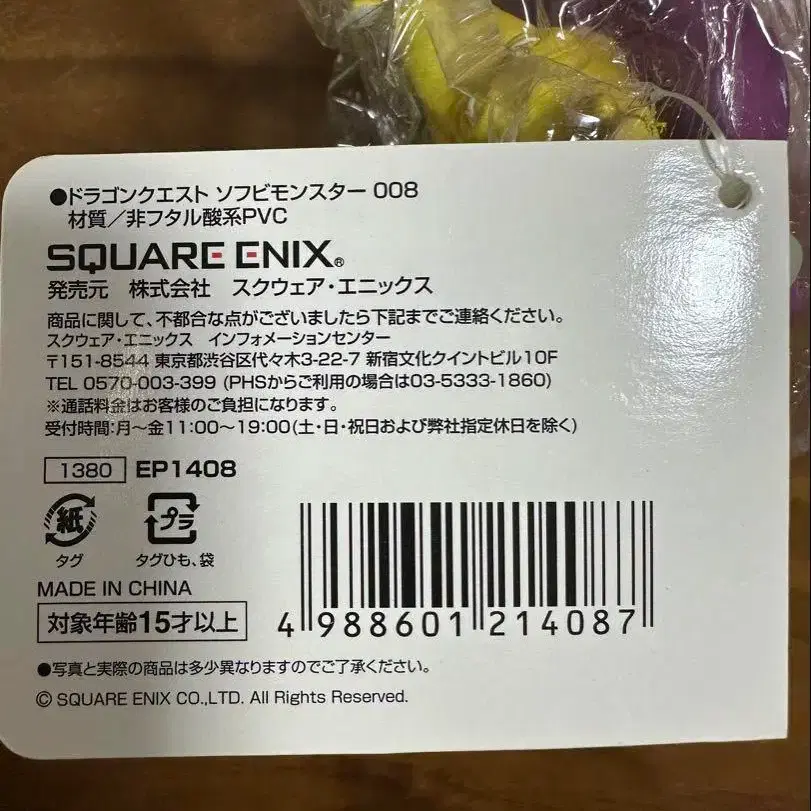 ●ドラゴンクエスト ソフビモンスター 008
材質／非フタル酸系PVC
SQUARE ENIX®
発売元 株式会社 スクウェア・エニックス
商品に関して、不都合な点がございましたら下記までご連絡ください。
スクウェア・エニックス インフォメーションセンター
〒151-8544 東京都渋谷区代々木3-22-7 新宿文化クイントビル10F
TEL 0570-003-399 (PHSからご利用の場合は03-5333-1860)
※通話料金はお客様のご負担になります。
受付時間:月〜金11:00〜19:00(土・日・祝日および弊社指定休日を除く)
1380 EP1408
紙 プラ
タグ タグひも、袋
MADE IN CHINA
対象年齢15才以上
4 988601 214087
●写真と実際の商品は多少異なりますのでご了承ください。
© SQUARE ENIX CO.,LTD. All Rights Reserved.